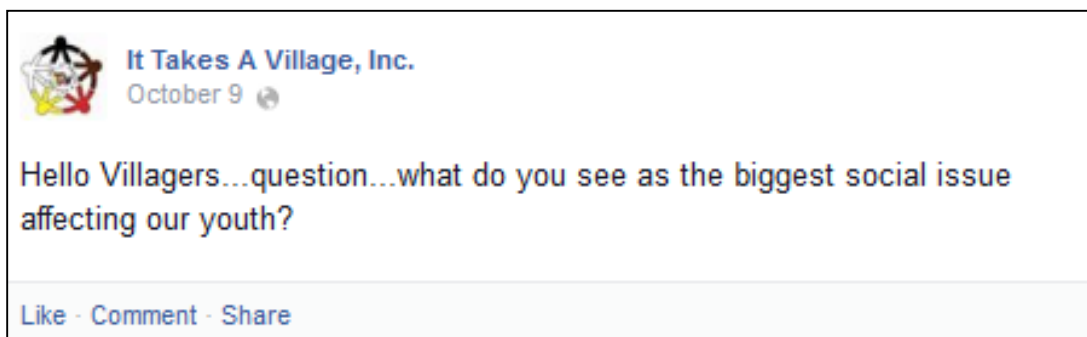 It Takes A Village, Inc.
October 9
Hello Villagers...question...what do you see as the biggest social issue
affecting our youth?
Like · Comment · Share